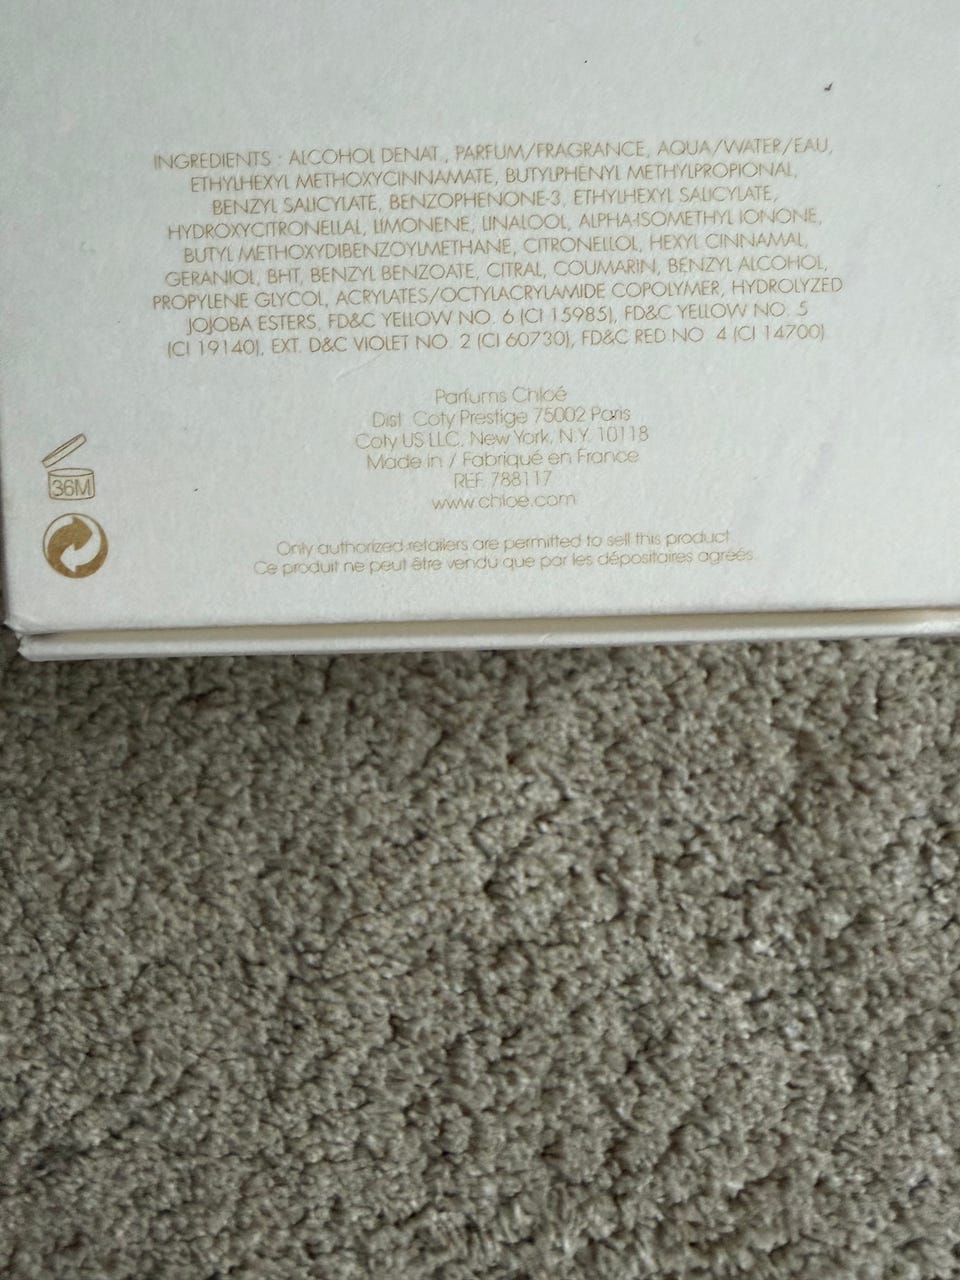 INGREDIENTS : ALCOHOL DENAT., PARFUM/FRAGRANCE, AQUA/WATER/EAU,
ETHYLHEXYL METHOXYCINNAMATE, BUTYLPHENYL METHYLPROPIONAL,
BENZYL SALICYLATE, BENZOPHENONE-3, ETHYLHEXYL SALICYLATE,
HYDROXYCITRONELLAL, LIMONENE, LINALOOL, ALPHA-ISOMETHYL IONONE,
BUTYL METHOXYDIBENZOYLMETHANE, CITRONELLOL, HEXYL CINNAMAL,
GERANIOL, BHT, BENZYL BENZOATE, CITRAL, COUMARIN, BENZYL ALCOHOL,
PROPYLENE GLYCOL, ACRYLATES/OCTYLACRYLAMIDE COPOLYMER, HYDROLYZED
JOJOBA ESTERS, FD&C YELLOW NO. 6 (CI 15985), FD&C YELLOW NO. 5
(CI 19140), EXT. D&C VIOLET NO. 2 (CI 60730), FD&C RED NO 4 (CI 14700)
Parfums Chloé
Dist. Coty Prestige 75002 Paris
Coty US LLC, New York, N.Y. 10118
Made in / Fabriqué en France
REF. 788117
www.chloe.com
36M
Only authorized retailers are permitted to sell this product.
Ce produit ne peut être vendu que par les dépositaires agréés.